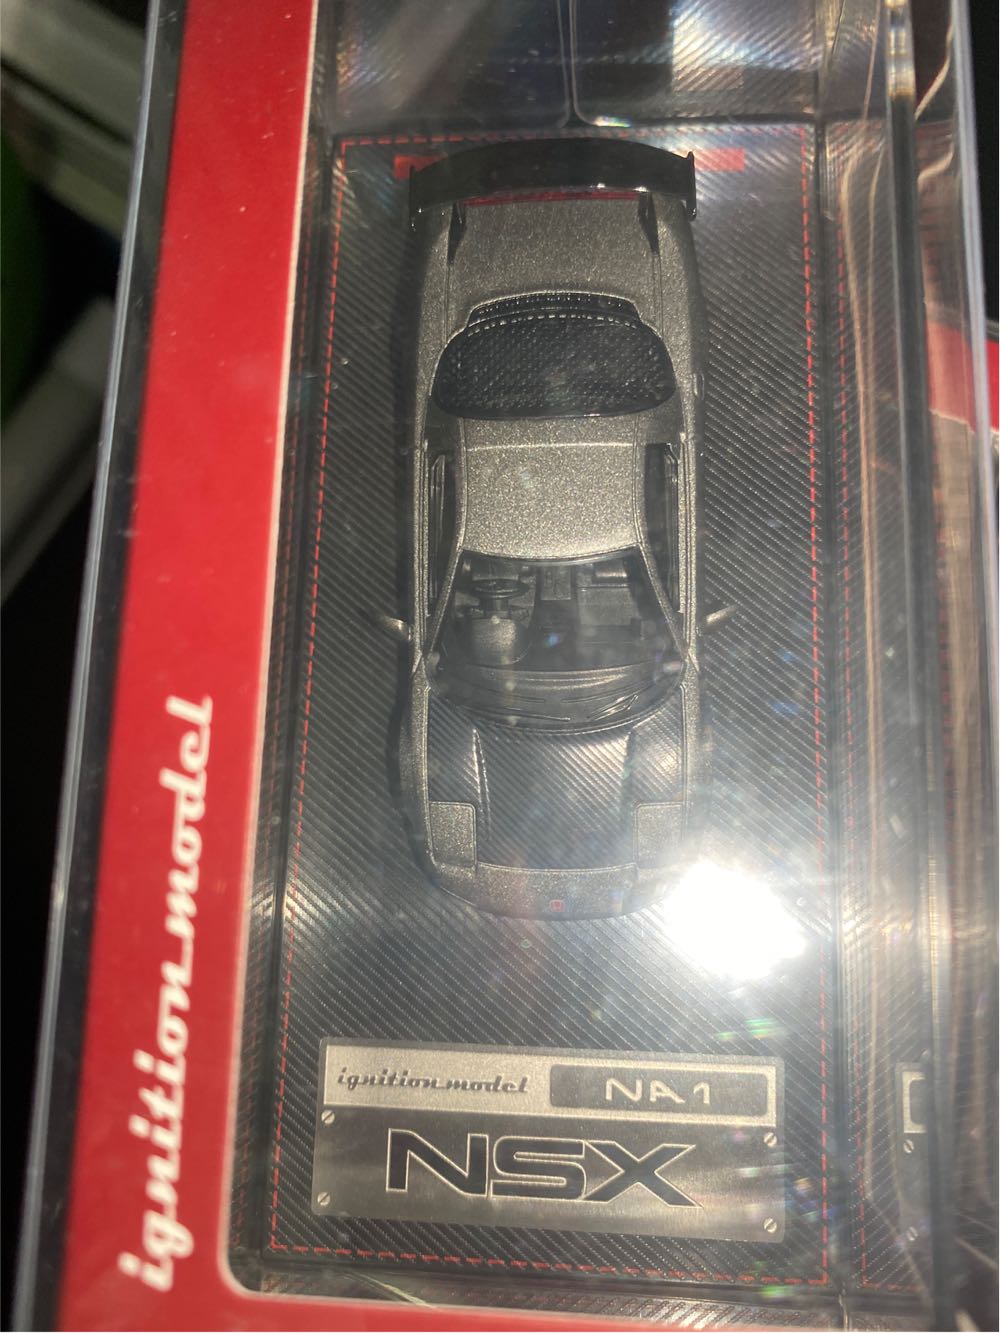 ignition model
ignition model
NA1
NSX